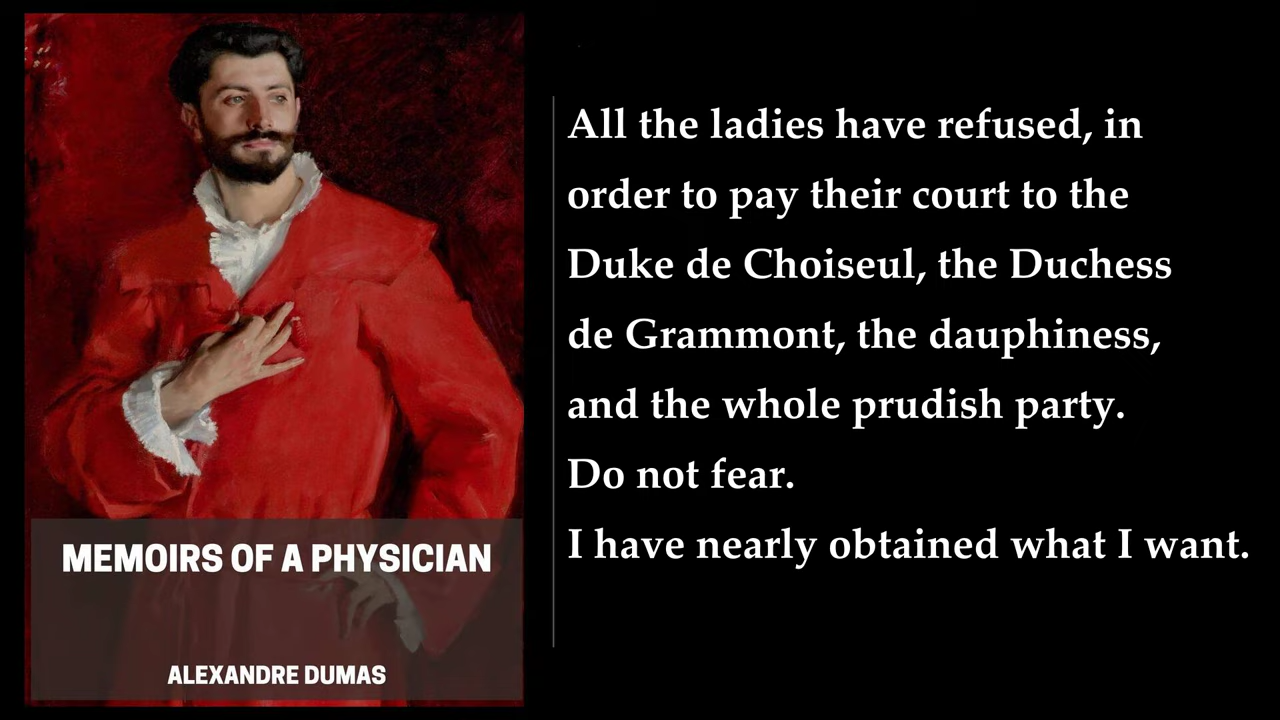 MEMOIRS OF A PHYSICIAN
ALEXANDRE DUMAS
All the ladies have refused, in
order to pay their court to the
Duke de Choiseul, the Duchess
de Grammont, the dauphiness,
and the whole prudish party.
Do not fear.
I have nearly obtained what I want.